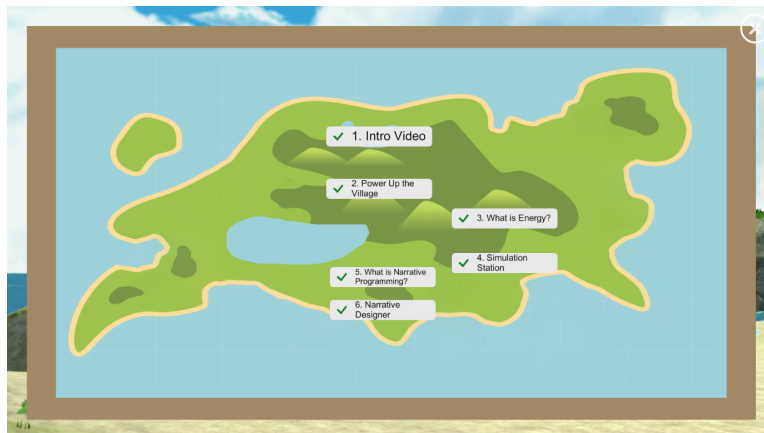 1. Intro Video
2. Power Up the
Village
3. What is Energy?
4. Simulation
Station
5. What is Narrative
Programming?
6. Narrative
Designer